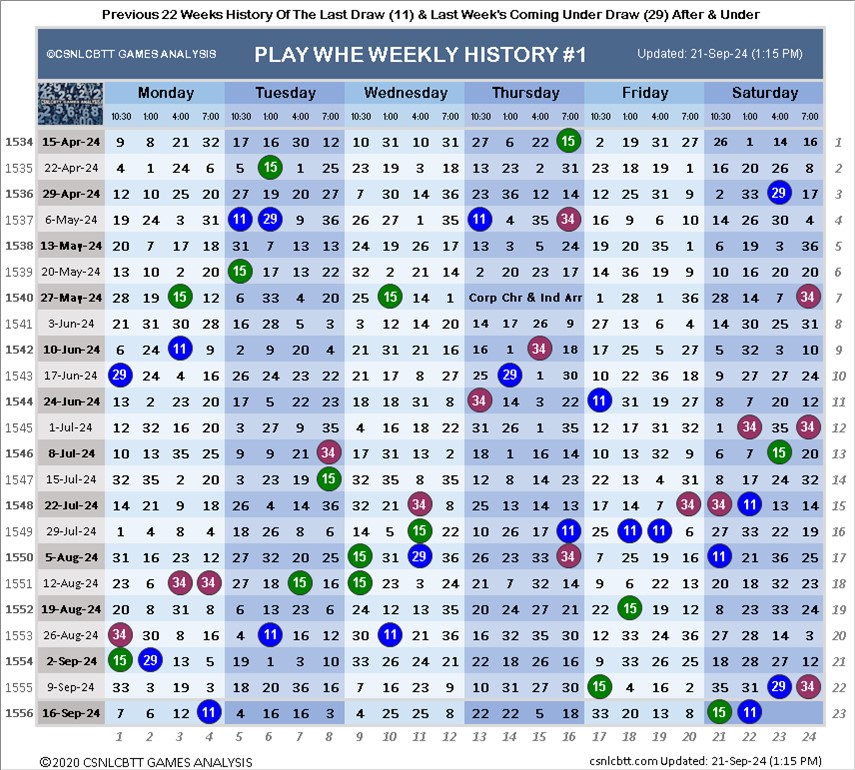 Previous 22 Weeks History Of The Last Draw (11) & Last Week's Coming Under Draw (29) After & Under
©CSNLCBTT GAMES ANALYSIS PLAY WHE WEEKLY HISTORY #1 Updated: 21-Sep-24 (1:15 PM)
CSNLCBTT GAMES ANALYSIS
Monday Tuesday Wednesday Thursday Friday Saturday
10:30 1:00 4:00 7:00 10:30 1:00 4:00 7:00 10:30 1:00 4:00 7:00 10:30 1:00 4:00 7:00 10:30 1:00 4:00 7:00 10:30 1:00 4:00 7:00
1534 15-Apr-24 9 8 21 32 17 16 30 12 10 31 10 31 27 6 22 15 2 19 31 27 26 1 14 16 1
1535 22-Apr-24 4 1 24 6 5 15 1 25 23 19 3 18 13 23 2 31 23 18 19 1 16 20 26 8 2
1536 29-Apr-24 12 10 25 20 27 19 20 27 7 30 14 36 23 36 12 14 12 25 31 9 2 33 29 17 3
1537 6-May-24 19 24 3 31 11 29 9 36 26 27 1 35 11 4 35 34 16 9 6 10 14 26 30 4 4
1538 13-May-24 20 7 17 18 31 7 13 13 24 19 26 17 13 3 5 24 19 20 35 1 6 19 3 36 5
1539 20-May-24 13 10 2 20 15 17 13 22 32 2 21 14 2 20 23 17 14 36 19 9 10 16 20 20 6
1540 27-May-24 28 19 15 12 6 33 4 20 25 15 14 1 Corp Chr & Ind Arr 1 28 1 36 28 14 7 34 7
1541 3-Jun-24 21 31 30 28 16 28 5 3 3 12 14 20 14 17 26 9 27 13 6 4 14 30 25 31 8
1542 10-Jun-24 6 24 11 9 2 9 20 4 21 31 21 16 16 1 34 18 17 25 5 27 5 32 3 10 9
1543 17-Jun-24 29 24 4 16 26 24 23 22 21 17 8 27 25 29 1 30 10 22 36 18 9 27 27 24 10
1544 24-Jun-24 13 2 23 20 17 5 22 23 18 18 31 8 34 14 3 22 11 31 19 27 8 7 20 12 11
1545 1-Jul-24 12 32 16 20 3 27 9 35 4 16 18 22 31 26 1 35 12 17 31 32 1 34 35 34 12
1546 8-Jul-24 10 13 35 25 9 9 21 34 17 31 13 2 18 1 16 14 10 13 32 9 6 7 15 20 13
1547 15-Jul-24 32 35 2 20 3 23 19 15 32 35 8 35 12 8 14 23 22 13 4 31 8 17 24 32 14
1548 22-Jul-24 14 21 9 18 26 4 14 36 32 21 34 8 25 13 14 13 17 14 7 34 34 11 13 14 15
1549 29-Jul-24 1 4 8 4 18 26 8 6 14 5 15 22 10 26 17 11 25 11 11 6 27 33 22 19 16
1550 5-Aug-24 31 16 23 12 27 32 20 25 15 31 29 36 26 23 33 34 7 25 19 16 11 21 36 25 17
1551 12-Aug-24 23 6 34 34 27 18 15 16 15 23 3 24 21 7 32 14 9 6 22 13 20 18 32 23 18
1552 19-Aug-24 20 8 31 8 6 13 23 6 24 12 13 35 20 24 27 21 22 15 19 12 8 23 33 24 19
1553 26-Aug-24 34 30 8 16 4 11 16 12 10 11 21 36 16 32 35 30 12 33 24 36 27 28 14 3 20
1554 2-Sep-24 15 29 13 5 19 1 3 10 33 26 24 21 22 18 26 16 9 33 26 25 18 28 27 12 21
1555 9-Sep-24 33 3 19 3 18 20 36 16 7 16 23 9 10 31 27 30 15 4 16 2 35 31 29 34 22
1556 16-Sep-24 7 6 12 11 4 16 16 3 4 25 25 8 22 22 5 18 33 20 13 8 15 11 23
1 2 3 4 5 6 7 8 9 10 11 12 13 14 15 16 17 18 19 20 21 22 23 24
©2020 CSNLCBTT GAMES ANALYSIS csnlcbtt.com Updated: 21-Sep-24 (1:15 PM)